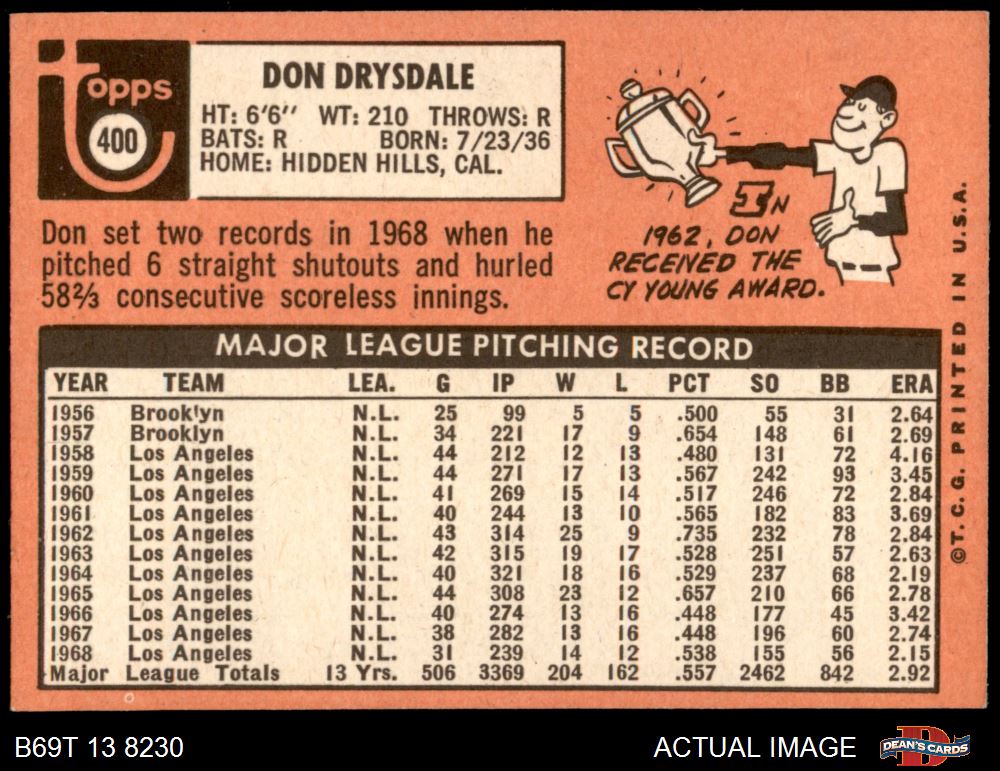 Topps
400
DON DRYSDALE
HT: 6'6" WT: 210 THROWS: R
BATS: R BORN: 7/23/36
HOME: HIDDEN HILLS, CAL.
Don set two records in 1968 when he
pitched 6 straight shutouts and hurled
58⅔ consecutive scoreless innings.
IN
1962, DON
RECEIVED THE
CY YOUNG AWARD.
MAJOR LEAGUE PITCHING RECORD
YEAR TEAM LEA. G IP W L PCT SO BB ERA
1956 Brooklyn N.L. 25 99 5 5 .500 55 31 2.64
1957 Brooklyn N.L. 34 221 17 9 .654 148 61 2.69
1958 Los Angeles N.L. 44 212 12 13 .480 131 72 4.16
1959 Los Angeles N.L. 44 271 17 13 .567 242 93 3.45
1960 Los Angeles N.L. 41 269 15 14 .517 246 72 2.84
1961 Los Angeles N.L. 40 244 13 10 .565 182 83 3.69
1962 Los Angeles N.L. 43 314 25 9 .735 232 78 2.84
1963 Los Angeles N.L. 42 315 19 17 .528 251 57 2.63
1964 Los Angeles N.L. 40 321 18 16 .529 237 68 2.19
1965 Los Angeles N.L. 44 308 23 12 .657 210 66 2.78
1966 Los Angeles N.L. 40 274 13 16 .448 177 45 3.42
1967 Los Angeles N.L. 38 282 13 16 .448 196 60 2.74
1968 Los Angeles N.L. 31 239 14 12 .538 155 56 2.15
Major League Totals 13 Yrs. 506 3369 204 162 .557 2462 842 2.92
©T. C. G. PRINTED IN U.S.A.
B69T 13 8230
ACTUAL IMAGE
D
DEAN'S CARDS